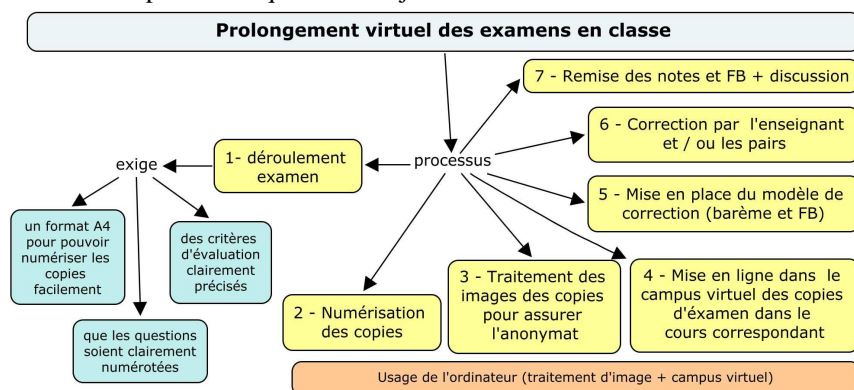 Prolongement virtuel des examens en classe
7 - Remise des notes et FB + discussion
6 - Correction par l'enseignant
et / ou les pairs
processus
exige
1- déroulement
examen
5 - Mise en place du modèle de
correction (barème et FB)
un format A4
pour pouvoir
numériser les
copies
facilement
des critères
d'évaluation
clairement
précisés
que les questions
soient clairement
numérotées
2 - Numérisation
des copies
3 - Traitement des
images des copies
pour assurer
l'anonymat
4 - Mise en ligne dans le
campus virtuel des copies
d'éxamen dans le
cours correspondant
Usage de l'ordinateur (traitement d'image + campus virtuel)